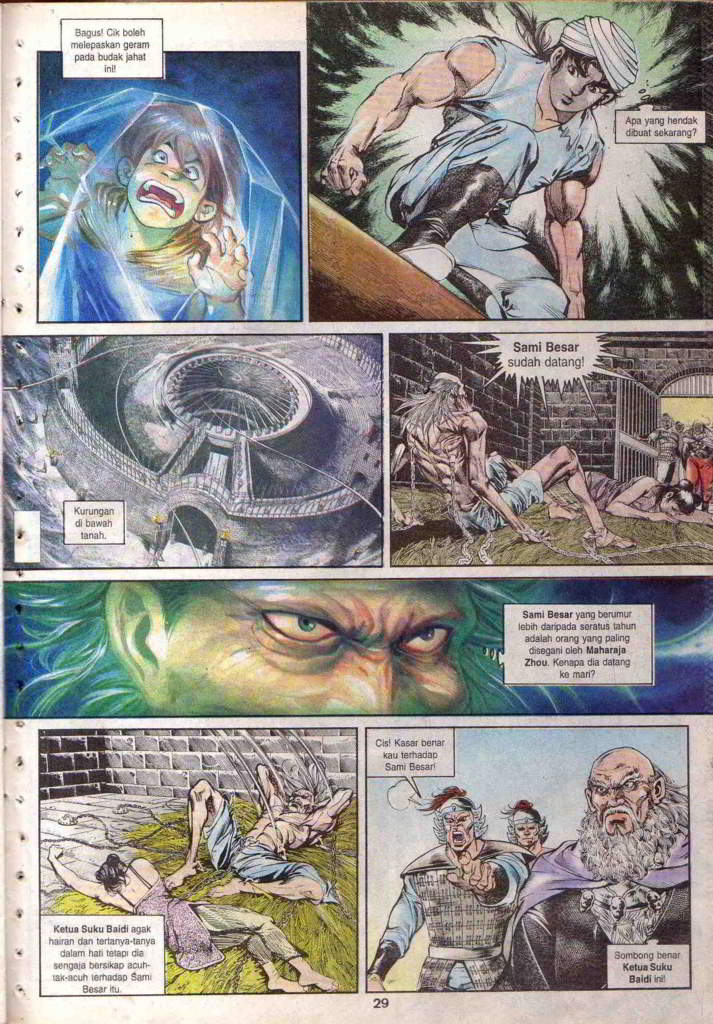 Bagus! Cik boleh
melepaskan geram
pada budak jahat
ini!
Apa yang hendak
dibuat sekarang?
Kurungan
di bawah
tanah.
Sami Besar
sudah datang!
Sami Besar yang berumur
lebih daripada seratus tahun
adalah orang yang paling
disegani oleh Maharaja
Zhou. Kenapa dia datang
ke mari?
Ketua Suku Baidi agak
hairan dan tertanya-tanya
dalam hati tetapi dia
sengaja bersikap acuh-
tak-acuh terhadap Sami
Besar itu.
Cis! Kasar benar
kau terhadap
Sami Besar!
Sombong benar
Ketua Suku
Baidi ini!
29